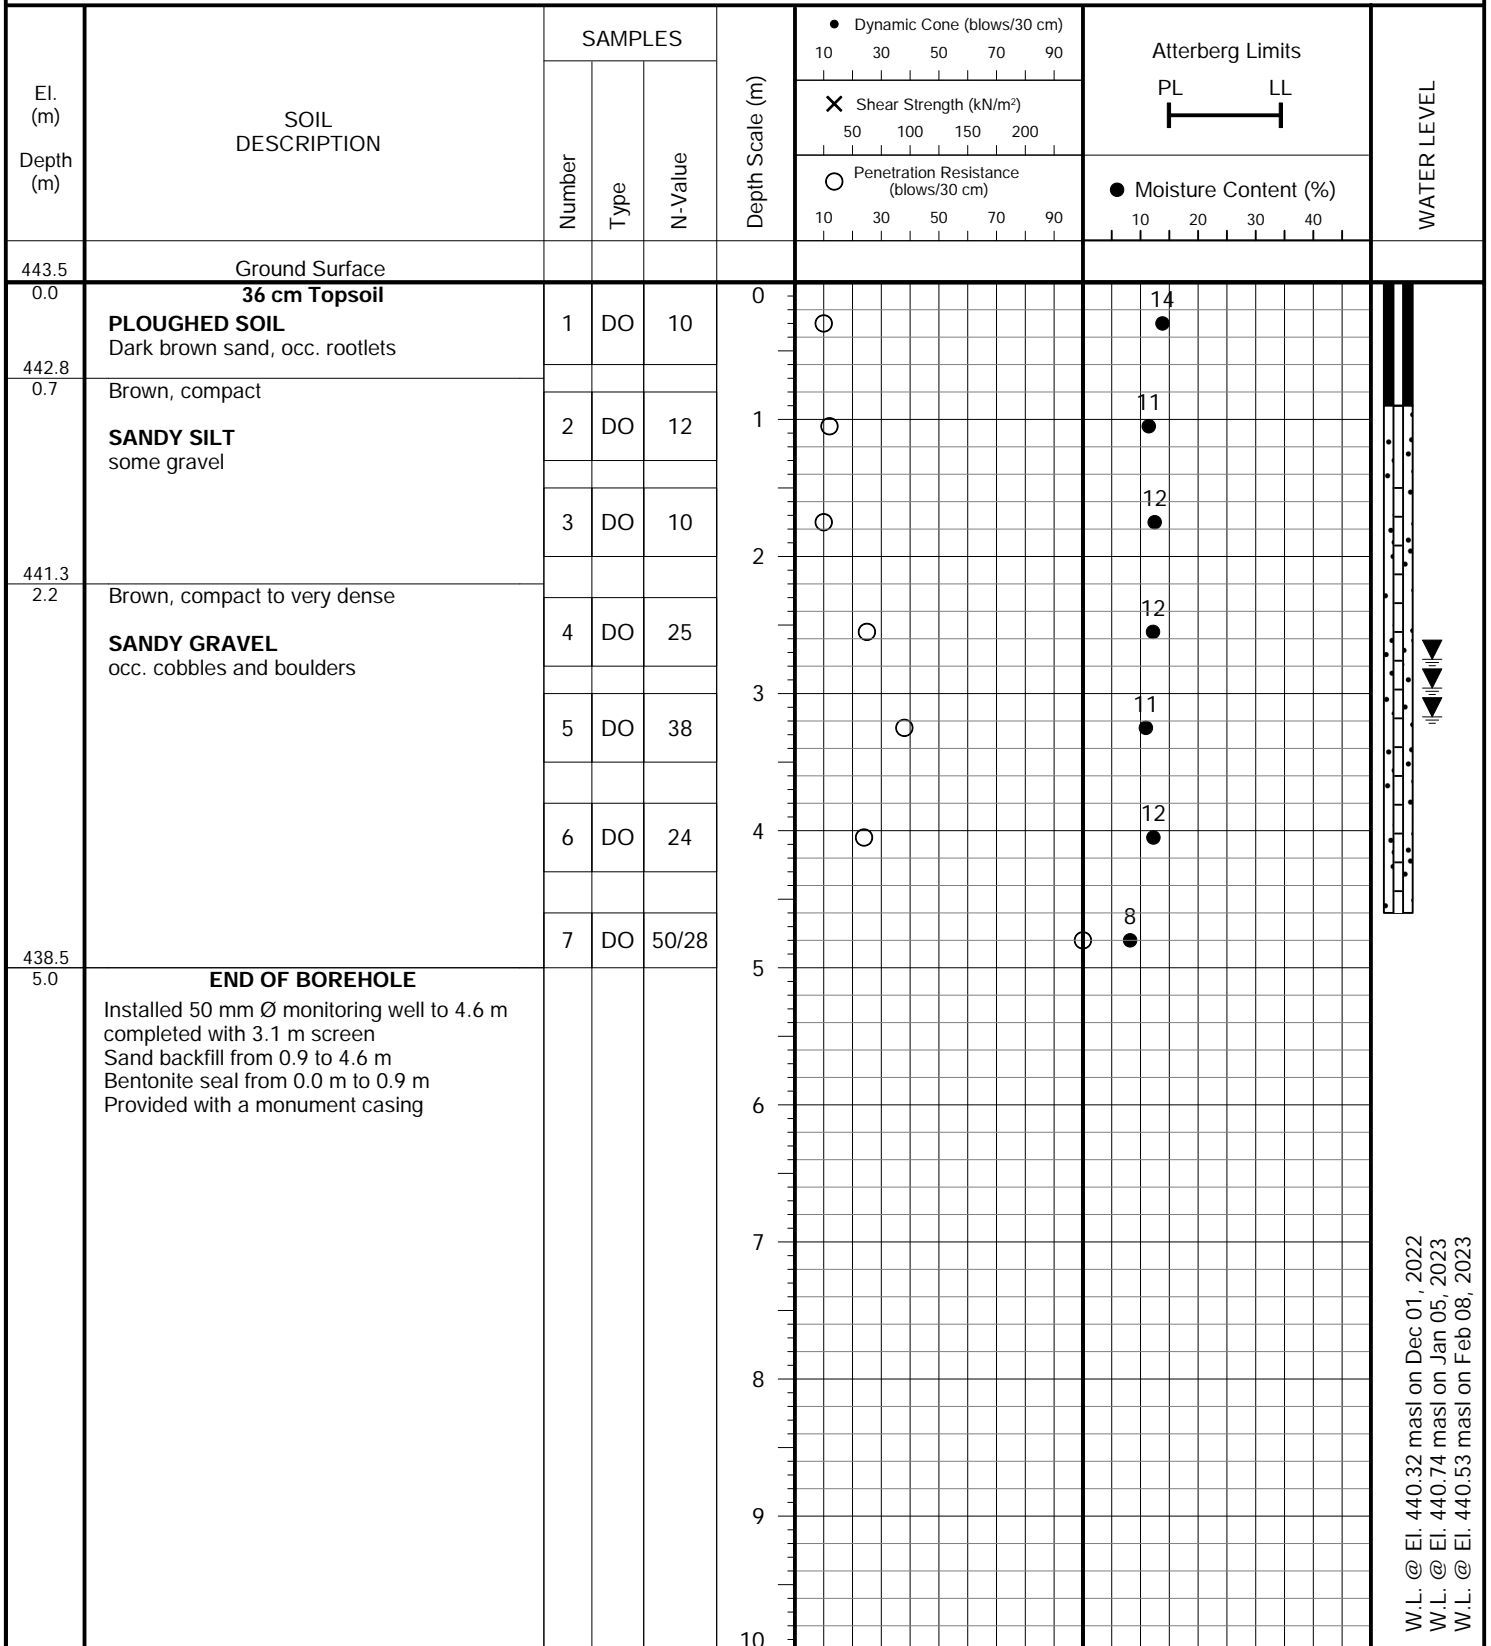 El.
(m)
Depth
(m)
SOIL
DESCRIPTION
SAMPLES
Number
Type
N-Value
Depth Scale (m)
Dynamic Cone (blows/30 cm)
10 30 50 70 90
Shear Strength (kN/m²)
50 100 150 200
Penetration Resistance
(blows/30 cm)
10 30 50 70 90
Atterberg Limits
PL LL
Moisture Content (%)
10 20 30 40
WATER LEVEL
443.5 Ground Surface
0.0 36 cm Topsoil 0
PLOUGHED SOIL 1 DO 10 14
Dark brown sand, occ. rootlets
442.8
0.7 Brown, compact
1 11
SANDY SILT 2 DO 12
some gravel
3 DO 10 12
2
441.3
2.2 Brown, compact to very dense
SANDY GRAVEL 4 DO 25 12
occ. cobbles and boulders
3 11
5 DO 38
6 DO 24 4 12
7 DO 50/28 8
438.5
5.0 END OF BOREHOLE 5
Installed 50 mm Ø monitoring well to 4.6 m
completed with 3.1 m screen
Sand backfill from 0.9 to 4.6 m
Bentonite seal from 0.0 m to 0.9 m
Provided with a monument casing
6
7
8
9
10
W.L. @ El. 440.32 masl on Dec 01, 2022
W.L. @ El. 440.74 masl on Jan 05, 2023
W.L. @ El. 440.53 masl on Feb 08, 2023